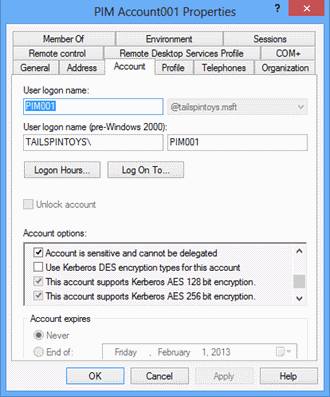 PIM Account001 Properties
Member Of Environment Sessions
Remote control Remote Desktop Services Profile COM+
General Address Account Profile Telephones Organization
User logon name:
PIM001 @tailspintoys.msft
User logon name (pre-Windows 2000):
TAILSPINTOYS\ PIM001
Logon Hours... Log On To...
Unlock account
Account options:
Account is sensitive and cannot be delegated
Use Kerberos DES encryption types for this account
This account supports Kerberos AES 128 bit encryption.
This account supports Kerberos AES 256 bit encryption.
Account expires
Never
End of: Friday , February 1, 2013
OK Cancel Apply Help